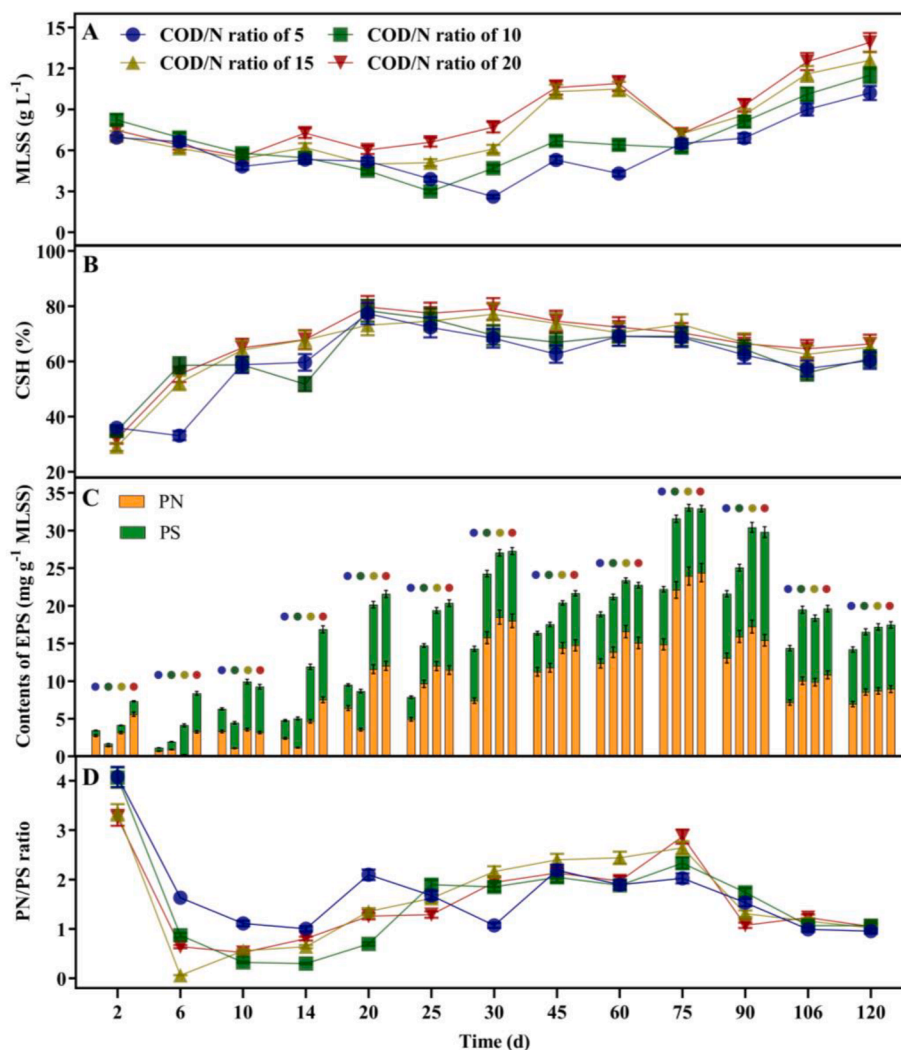 A
COD/N ratio of 5
COD/N ratio of 10
COD/N ratio of 15
COD/N ratio of 20
15
12
9
6
3
0
MLSS (g L-1)
B
100
80
60
40
20
CSH (%)
C
PN
PS
35
30
25
20
15
10
5
0
Contents of EPS (mg g-1 MLSS)
D
4
3
2
1
0
PN/PS ratio
2 6 10 14 20 25 30 45 60 75 90 106 120
Time (d)